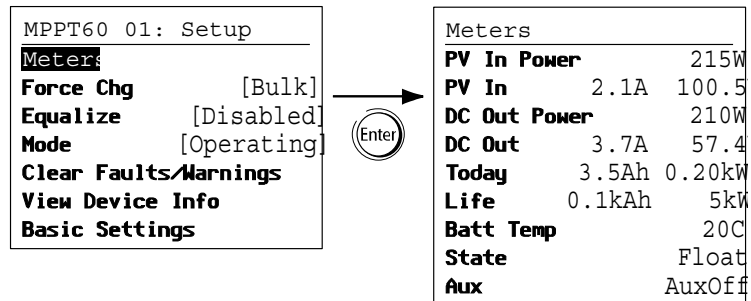 MPPT60 01: Setup
Meters
Force Chg [Bulk]
Equalize [Disabled]
Mode [Operating]
Clear Faults/Warnings
View Device Info
Basic Settings
Enter
Meters
PV In Power 215W
PV In 2.1A 100.5
DC Out Power 210W
DC Out 3.7A 57.4
Today 3.5Ah 0.20kW
Life 0.1kAh 5kW
Batt Temp 20C
State Float
Aux AuxOff